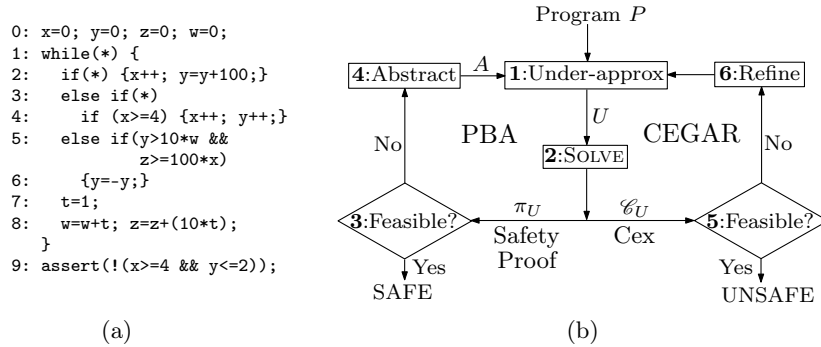 0: x=0; y=0; z=0; w=0;
1: while(*) {
2:   if(*) {x++; y=y+100;}
3:   else if(*)
4:     if (x>=4) {x++; y++;}
5:   else if(y>10*w &&
            z>=100*x)
6:     {y=-y;}
7:   t=1;
8:   w=w+t; z=z+(10*t);
   }
9: assert(!(x>=4 && y<=2));
(a)
Program P
4:Abstract
A
1:Under-approx
6:Refine
U
No
PBA
CEGAR
No
2:SOLVE
3:Feasible?
π_U
𝒞_U
5:Feasible?
Safety
Proof
Cex
Yes
SAFE
Yes
UNSAFE
(b)